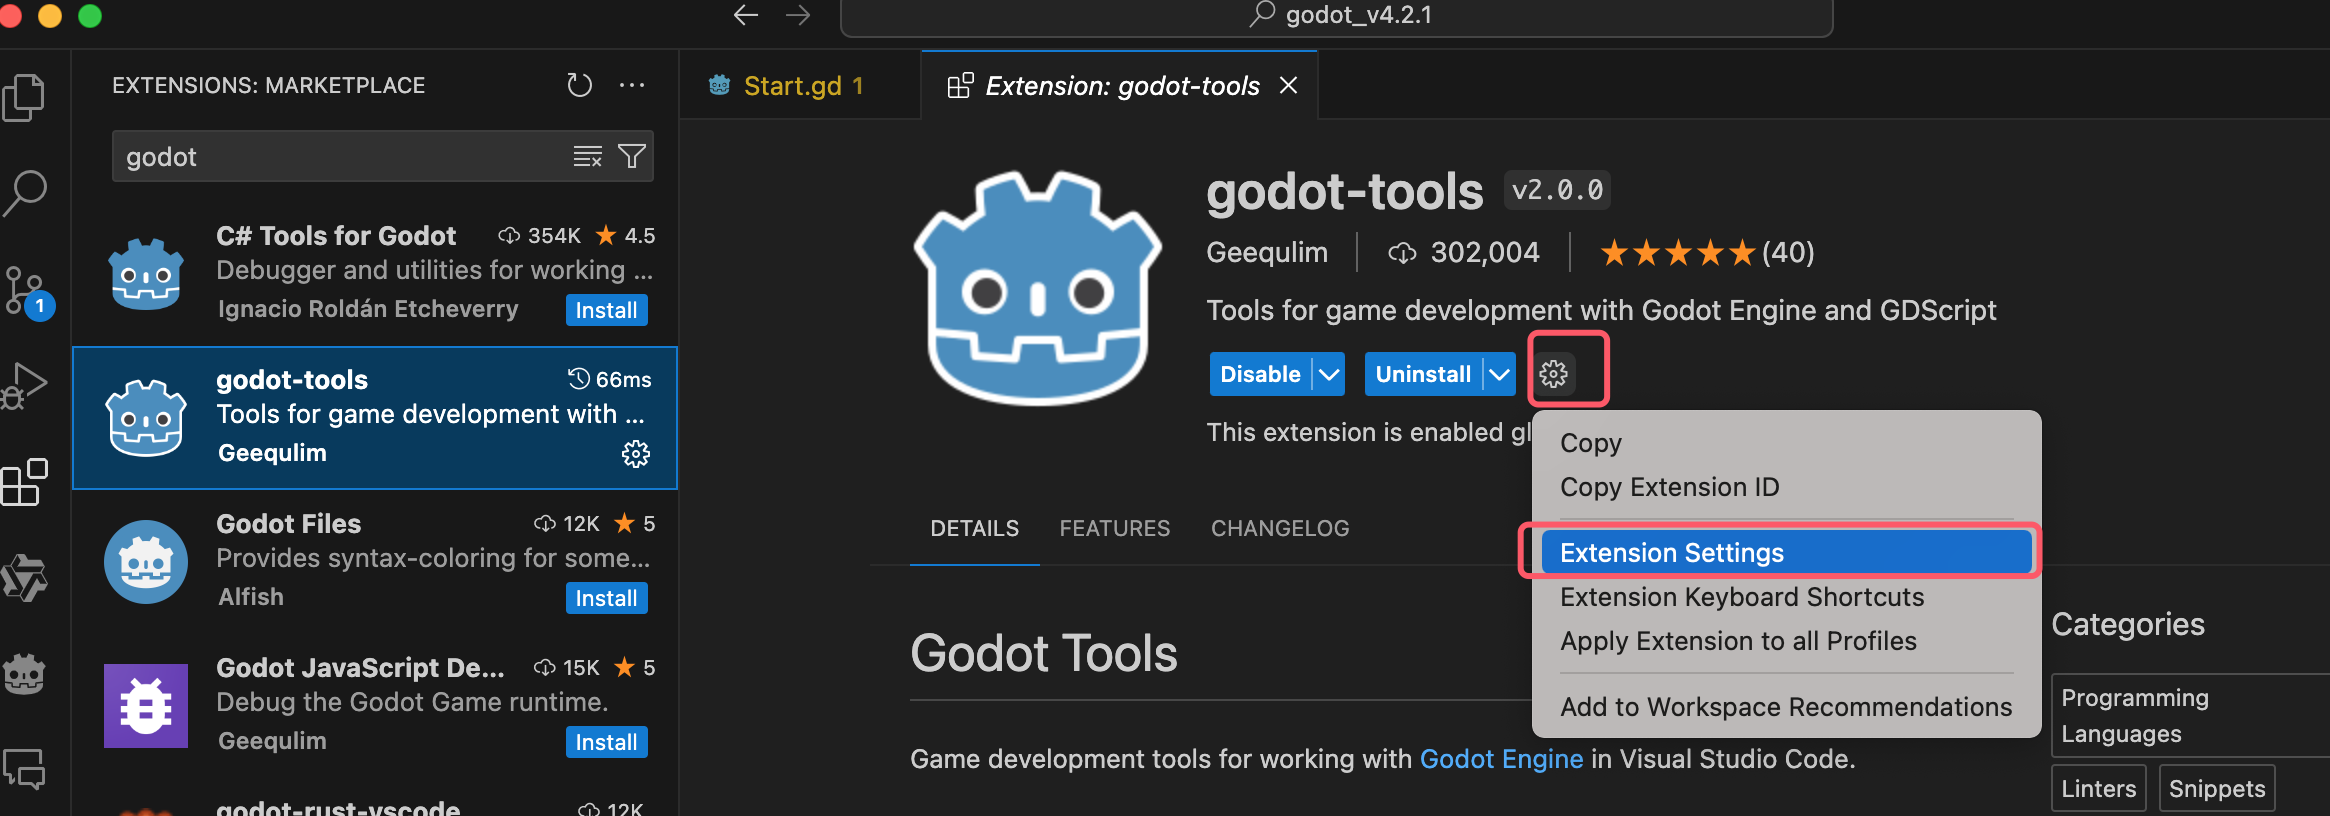 godot_v4.2.1
EXTENSIONS: MARKETPLACE
godot
C# Tools for Godot 354K 4.5
Debugger and utilities for working ...
Ignacio Roldán Etcheverry Install
godot-tools 66ms
Tools for game development with ...
Geequlim
Godot Files 12K 5
Provides syntax-coloring for some...
Alfish Install
Godot JavaScript De... 15K 5
Debug the Godot Game runtime.
Geequlim Install
godot-rust-vscode 12K
1
Start.gd 1
Extension: godot-tools
godot-tools v2.0.0
Geequlim 302,004 (40)
Tools for game development with Godot Engine and GDScript
Disable Uninstall
This extension is enabled gl
Copy
Copy Extension ID
Extension Settings
Extension Keyboard Shortcuts
Apply Extension to all Profiles
Add to Workspace Recommendations
DETAILS FEATURES CHANGELOG
Godot Tools
Game development tools for working with Godot Engine in Visual Studio Code.
Categories
Programming
Languages
Linters Snippets